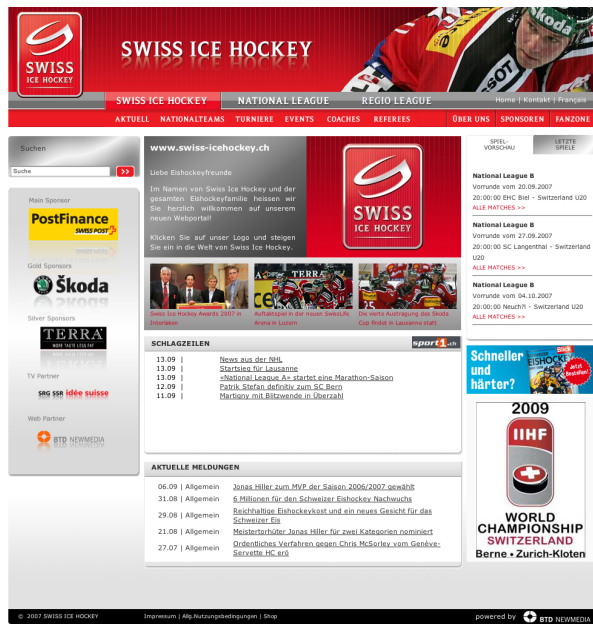 SWISS
ICE HOCKEY
SWISS ICE HOCKEY
Skoda
SWISS ICE HOCKEY
NATIONAL LEAGUE
REGIO LEAGUE
Home | Kontakt | Français
AKTUELL
NATIONALTEAMS
TURNIERE
EVENTS
COACHES
REFEREES
ÜBER UNS
SPONSOREN
FANZONE
Suchen
Suche
>>
Main Sponsor
PostFinance
SWISS POST
Gold Sponsors
Škoda
Silver Sponsors
TERRA
MORE TASTE LESS FAT
TV Partner
SRG SSR idée suisse
Web Partner
BTD NEWMEDIA
www.swiss-icehockey.ch
Liebe Eishockeyfreunde
Im Namen von Swiss Ice Hockey und der
gesamten Eishockeyfamilie heissen wir
Sie herzlich willkommen auf unserem
neuen Webportal!
Klicken Sie auf unser Logo und steigen
Sie ein in die Welt von Swiss Ice Hockey.
SWISS
ICE HOCKEY
Swiss Ice Hockey Awards 2007 in
Interlaken
Auftaktspiel in der neuen SwissLife
Arena in Luzern
Die vierte Austragung des Skoda
Cup findet in Lausanne statt
SCHLAGZEILEN
sport1.ch
13.09 | News aus der NHL
13.09 | Startsieg für Lausanne
13.09 | «National League A» startet eine Marathon-Saison
12.09 | Patrik Stefan definitiv zum SC Bern
11.09 | Martigny mit Blitzwende in Überzahl
AKTUELLE MELDUNGEN
06.09 | Allgemein Jonas Hiller zum MVP der Saison 2006/2007 gewählt
31.08 | Allgemein 6 Millionen für den Schweizer Eishockey Nachwuchs
29.08 | Allgemein Reichhaltige Eishockeykost und ein neues Gesicht für das
Schweizer Eis
21.08 | Allgemein Meistertorhüter Jonas Hiller für zwei Kategorien nominiert
27.07 | Allgemein Ordentliches Verfahren gegen Chris McSorley vom Genève-
Servette HC erö
SPIEL-
VORSCHAU
LETZTE
SPIELE
National League B
Vorrunde vom 20.09.2007
20:00:00 EHC Biel - Switzerland U20
ALLE MATCHES >>
National League B
Vorrunde vom 27.09.2007
20:00:00 SC Langenthal - Switzerland
U20
ALLE MATCHES >>
National League B
Vorrunde vom 04.10.2007
20:00:00 Neuch?l - Switzerland U20
ALLE MATCHES >>
Schneller
und
härter?
Blick
EISHOCKEY
Jetzt
Bestellen!
2009
IIHF
WORLD
CHAMPIONSHIP
SWITZERLAND
Berne • Zurich-Kloten
© 2007 SWISS ICE HOCKEY
Impressum | Allg.Nutzungsbedingungen | Shop
powered by BTD NEWMEDIA